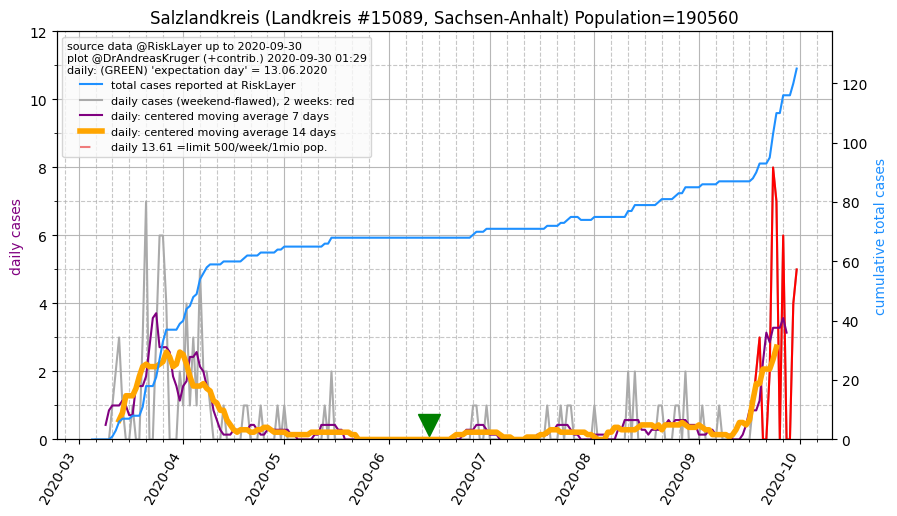 Salzlandkreis (Landkreis #15089, Sachsen-Anhalt) Population=190560
source data @RiskLayer up to 2020-09-30
plot @DrAndreasKruger (+contrib.) 2020-09-30 01:29
daily: (GREEN) 'expectation day' = 13.06.2020
total cases reported at RiskLayer
daily cases (weekend-flawed), 2 weeks: red
daily: centered moving average 7 days
daily: centered moving average 14 days
daily 13.61 =limit 500/week/1mio pop.
daily cases
12
10
8
6
4
2
0
cumulative total cases
120
100
80
60
40
20
0
2020-03
2020-04
2020-05
2020-06
2020-07
2020-08
2020-09
2020-10